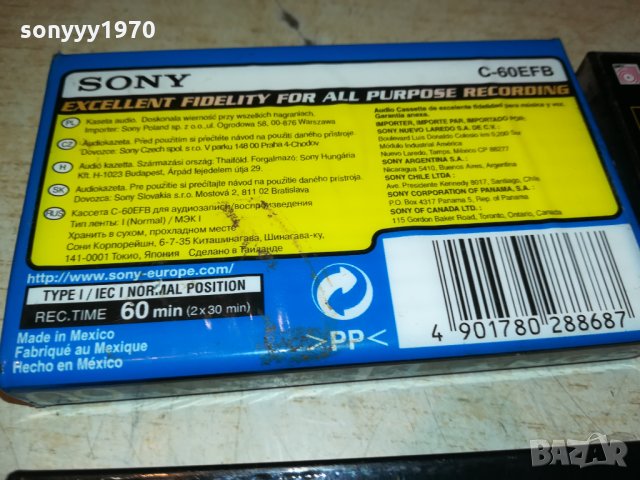 sonyyy1970
SONY
C-60EFB
EXCELLENT FIDELITY FOR ALL PURPOSE RECORDING
PL Kaseta audio. Doskonała wierność przy wszelkich nagraniach.
Importer: Sony Poland sp. z o.o., ul. Ogrodowa 58, 00-876 Warszawa
CZ Audiokazeta. Před použitím si přečtěte návod na použití daného přístroje.
Dovozce: Sony Czech spol. s r.o. V parku 148 00 Praha 4-Chodov
H Audió kazetta. Származási ország: Thaiföld. Forgalmazó: Sony Hungária
Kft. H-1023 Budapest, Árpád fejedelem útja 29.
SK Audiokazeta. Pre použitie si prečítajte návod na použitie daného prístroja.
Dovozca: Sony Slovakia s.r.o. Mostová 2, 811 02 Bratislava
RUS Кассета C-60EFB для аудиозаписи/воспроизведения
Тип ленты: I (Normal) / МЭК I
Хранить в сухом, прохладном месте
Сони Корпорейшн, 6-7-35 Киташинагава, Шинагава-ку,
141-0001 Токио, Япония Сделано в Таиланде
Audio Cassette de excelente fidelidad para música y voz.
Garantía anexa.
IMPORTER, IMPORTE PAR, IMPORTADO POR:
SONY NUEVO LAREDO S.A. DE C.V.:
Boulevard Luis Donaldo Colosio km 5.200 Sur
Módulo Industrial América
Nuevo Laredo, Tamps. México CP 88277
SONY ARGENTINA S.A.:
Nicaragua 5410, Buenos Aires, Argentina
SONY CHILE LTDA.:
Av. Presidente Kennedy 8017, Santiago, Chile
SONY CORPORATION OF PANAMA, S.A.:
P.O. Box 4317 Panamá 5, Rep. de Panamá
SONY OF CANADA LTD.:
115 Gordon Baker Road, Toronto, Ontario, Canada
http://www.sony-europe.com/
TYPE I / IEC I NORMAL POSITION
REC.TIME 60 min (2 x 30 min)
Made in Mexico
Fabriqué au Mexique
Hecho en México
>PP<
4 901780 288687
BAZAR